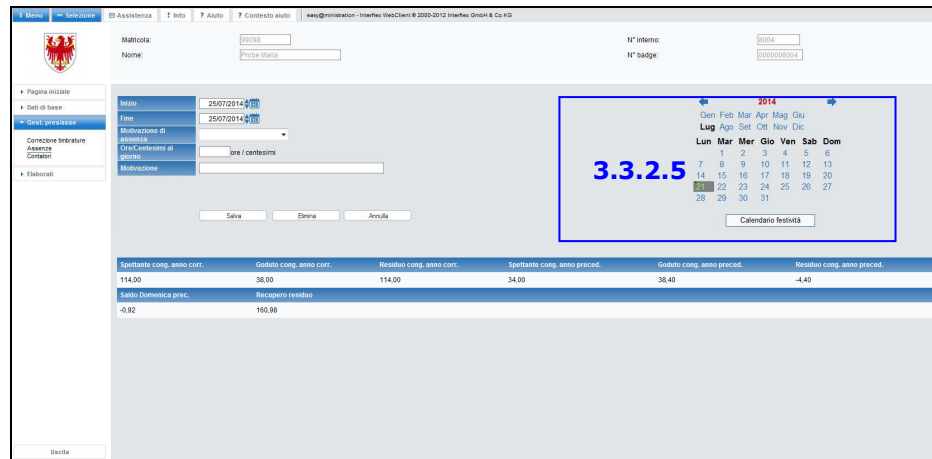 Menu Selezione Assistenza ! Info ? Aiuto ? Contesto aiuto easy@ministration - Interflex WebClient ® 2000-2012 Interflex GmbH & Co.KG
Matricola: 99098 N° interno: 8004
Nome: Probe Maria N° badge: 0000008004
Pagina iniziale
Dati di base
Gest. pres/asse
Correzione timbrature
Assenze
Contatori
Elaborati
Uscita
Inizio 25/07/2014
Fine 25/07/2014
Motivazione di assenza
Ore/Centesimi al giorno ore / centesimi
Motivazione
Salva Elimina Annulla
3.3.2.5
2014
Gen Feb Mar Apr Mag Giu
Lug Ago Set Ott Nov Dic
Lun Mar Mer Gio Ven Sab Dom
1 2 3 4 5 6
7 8 9 10 11 12 13
14 15 16 17 18 19 20
21 22 23 24 25 26 27
28 29 30 31
Calendario festività
Spettante cong. anno corr. Goduto cong. anno corr. Residuo cong. anno corr. Spettante cong. anno preced. Goduto cong. anno preced. Residuo cong. anno preced.
114,00 38,00 114,00 34,00 38,40 -4,40
Saldo Domenica prec. Recupero residuo
-0,92 160,98